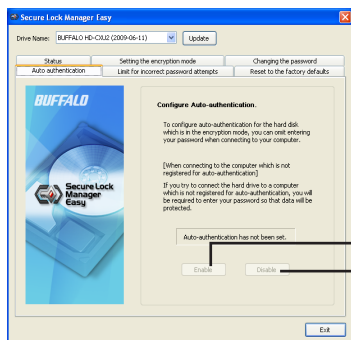 Secure Lock Manager Easy
Drive Name: BUFFALO HD-CXU2 (2009-06-11) Update
Status Setting the encryption mode Changing the password
Auto authentication Limit for incorrect password attempts Reset to the factory defaults
BUFFALO
Secure Lock
Manager
Easy
Configure Auto-authentication.
To configure auto-authentication for the hard disk
which is in the encryption mode, you can omit entering
your password when connecting to your computer.
[When connecting to the computer which is not
registered for auto-authentication]
If you try to connect the hard drive to a computer
which is not registered for auto-authentication, you will
be required to enter your password so that data will be
protected.
Auto-authentication has not been set.
Enable Disable
Exit